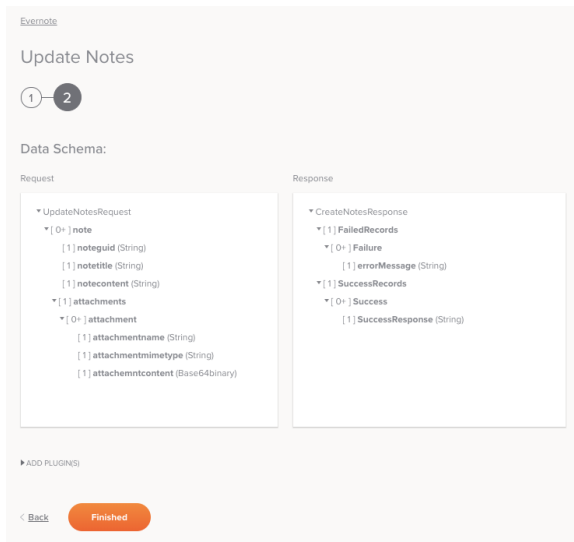 Evernote
Update Notes
1 2
Data Schema:
Request
UpdateNotesRequest
[ 0+ ] note
[ 1 ] noteguid (String)
[ 1 ] notetitle (String)
[ 1 ] notecontent (String)
[ 1 ] attachments
[ 0+ ] attachment
[ 1 ] attachmentname (String)
[ 1 ] attachmentmimetype (String)
[ 1 ] attachemntcontent (Base64binary)
Response
CreateNotesResponse
[ 1 ] FailedRecords
[ 0+ ] Failure
[ 1 ] errorMessage (String)
[ 1 ] SuccessRecords
[ 0+ ] Success
[ 1 ] SuccessResponse (String)
ADD PLUGIN(S)
< Back Finished